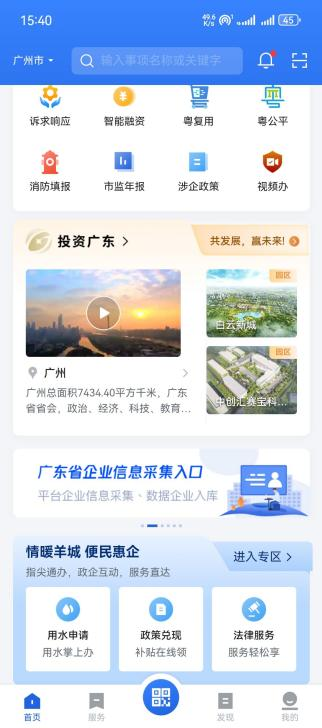 15:40
49.6
K/s
45
广州市
输入事项名称或关键字
诉求响应 智能融资 粤复用 粤公平
消防填报 市监年报 涉企政策 视频办
投资广东
共发展，赢未来!
园区
白云新城
园区
中创汇赛宝科...
广州
广州总面积7434.40平方千米，广东
省省会，政治、经济、科技、教育...
广东省企业信息采集入口
平台企业信息采集、数据企业入库
情暖羊城 便民惠企
指尖通办，政企互动，服务直达
进入专区
用水申请 政策兑现 法律服务
用水掌上办 补贴在线领 服务轻松享
首页 服务 发现 我的